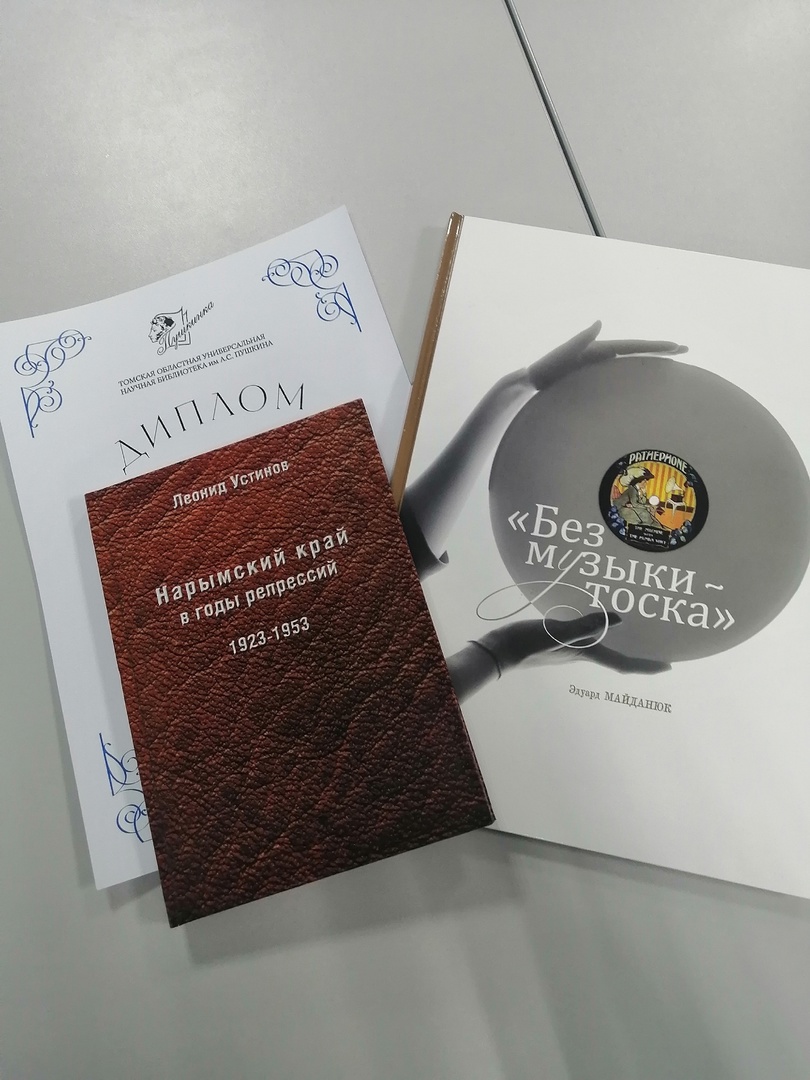 Пушкинка
ТОМСКАЯ ОБЛАСТНАЯ УНИВЕРСАЛЬНАЯ
НАУЧНАЯ БИБЛИОТЕКА им А.С. ПУШКИНА
ДИПЛОМ
Леонид Устинов
Нарымский край
в годы репрессий
1923-1953
PATHEPHONE
«Без
музыки ~
тоска»
Эдуард МАЙДАНЮК